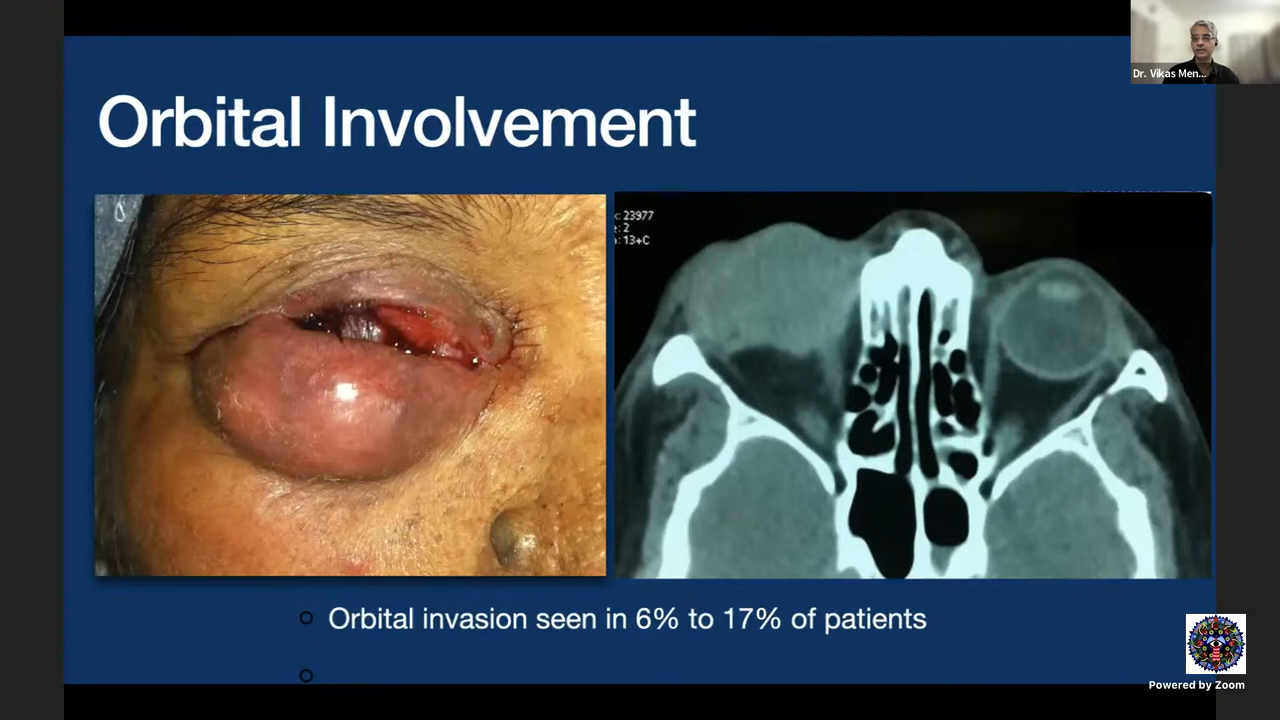 Dr. Vikas Men...
Orbital Involvement
: 23977
: 2
: 13+C
Orbital invasion seen in 6% to 17% of patients
Powered by Zoom